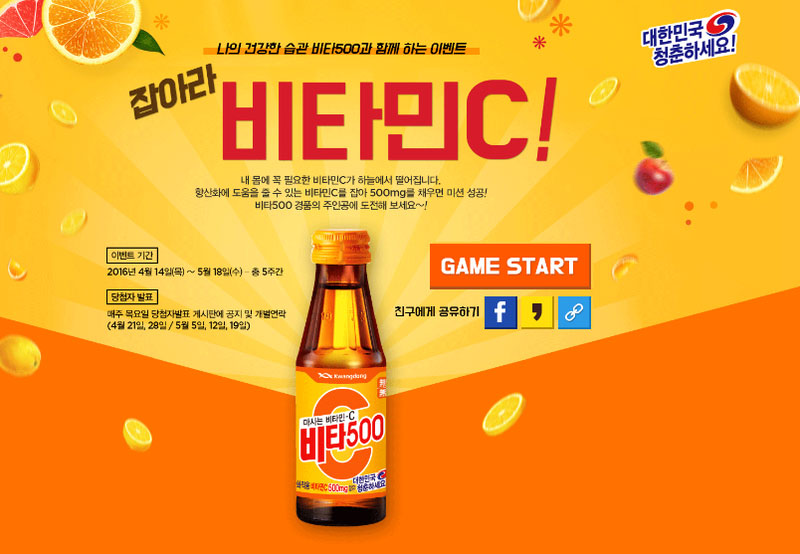 나의 건강한 습관 비타500과 함께 하는 이벤트
대한민국
청춘하세요!
잡아라
비타민C!
내 몸에 꼭 필요한 비타민C가 하늘에서 떨어집니다.
항산화에 도움을 줄 수 있는 비타민C를 잡아 500mg를 채우면 미션 성공!
비타500 경품의 주인공에 도전해 보세요~!
이벤트 기간
2016년 4월 14일(목) ~ 5월 18일(수) - 총 5주간
당첨자 발표
매주 목요일 당첨자발표 게시판에 공지 및 개별연락
(4월 21일, 28일 / 5월 5일, 12일, 19일)
GAME START
친구에게 공유하기
f
Kwangdong
마시는 비타민-C
비타500
대한민국
청춘하세요!
비타민C 500mg